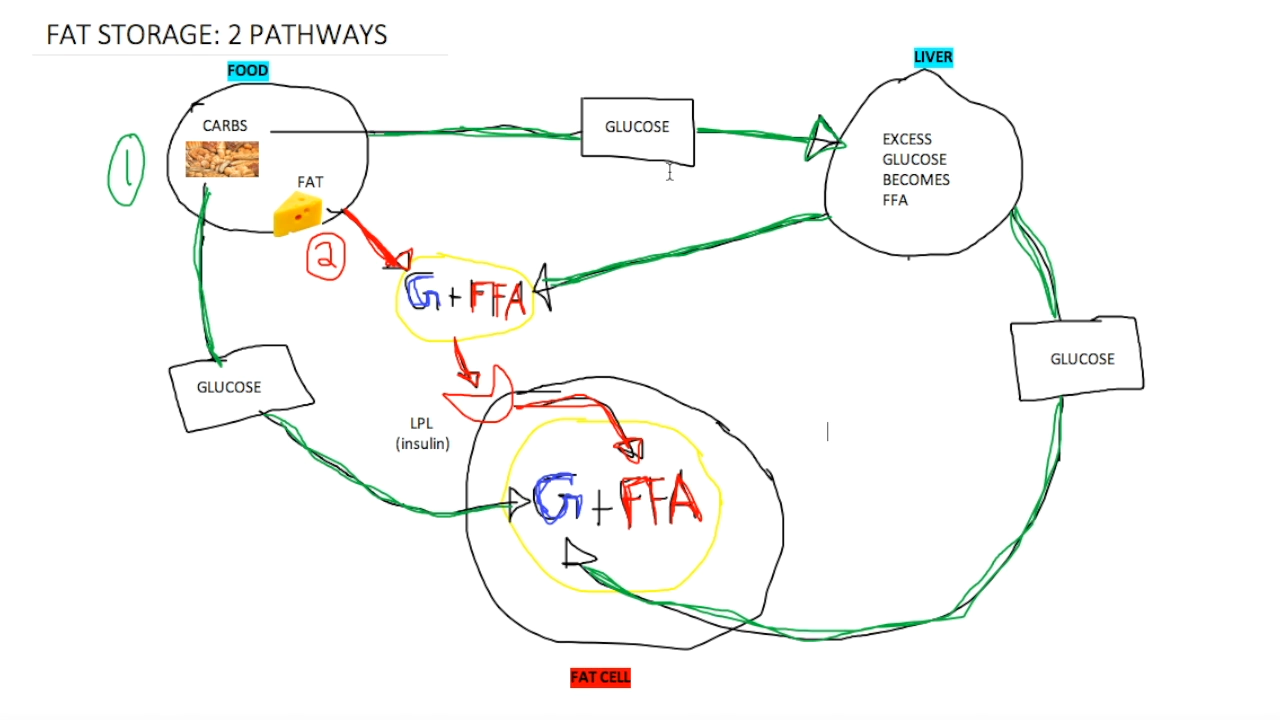 FAT STORAGE: 2 PATHWAYS
FOOD
LIVER
CARBS
GLUCOSE
EXCESS
GLUCOSE
BECOMES
FFA
1
FAT
2
G + FFA
GLUCOSE
GLUCOSE
LPL
(insulin)
G + FFA
FAT CELL